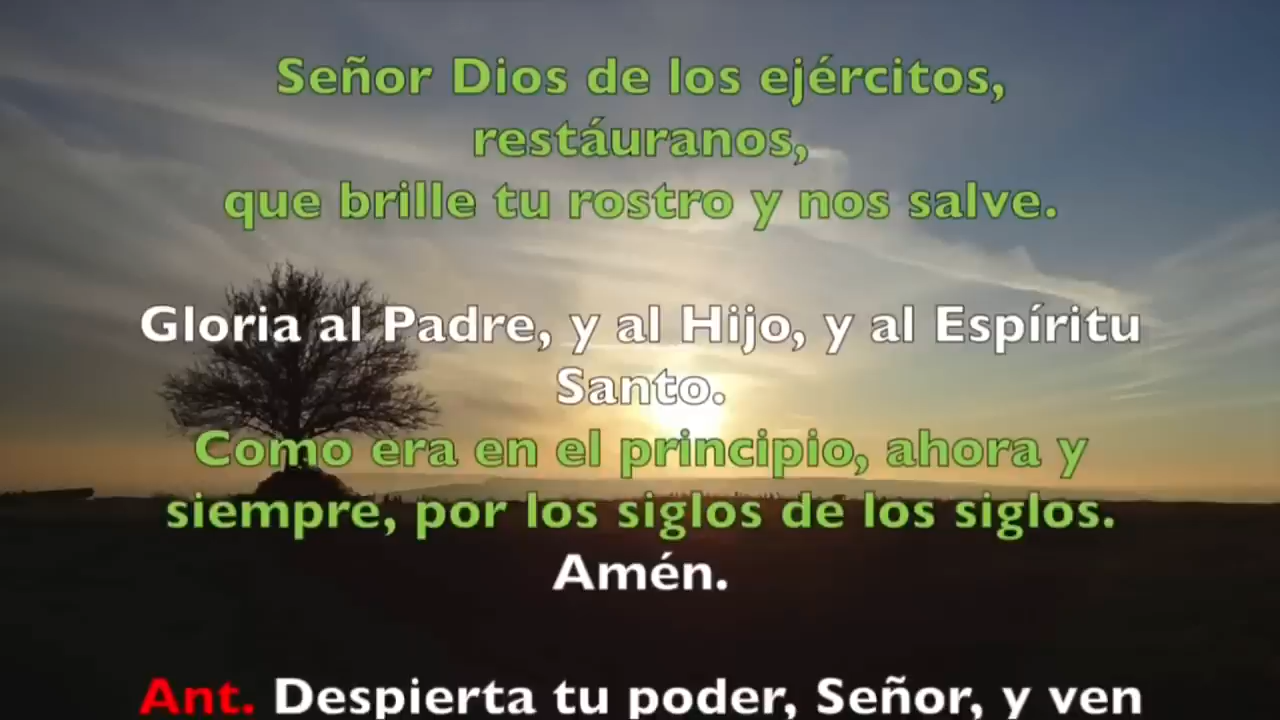 Señor Dios de los ejércitos,
restáuranos,
que brille tu rostro y nos salve.
Gloria al Padre, y al Hijo, y al Espíritu
Santo.
Como era en el principio, ahora y
siempre, por los siglos de los siglos.
Amén.
Ant. Despierta tu poder, Señor, y ven